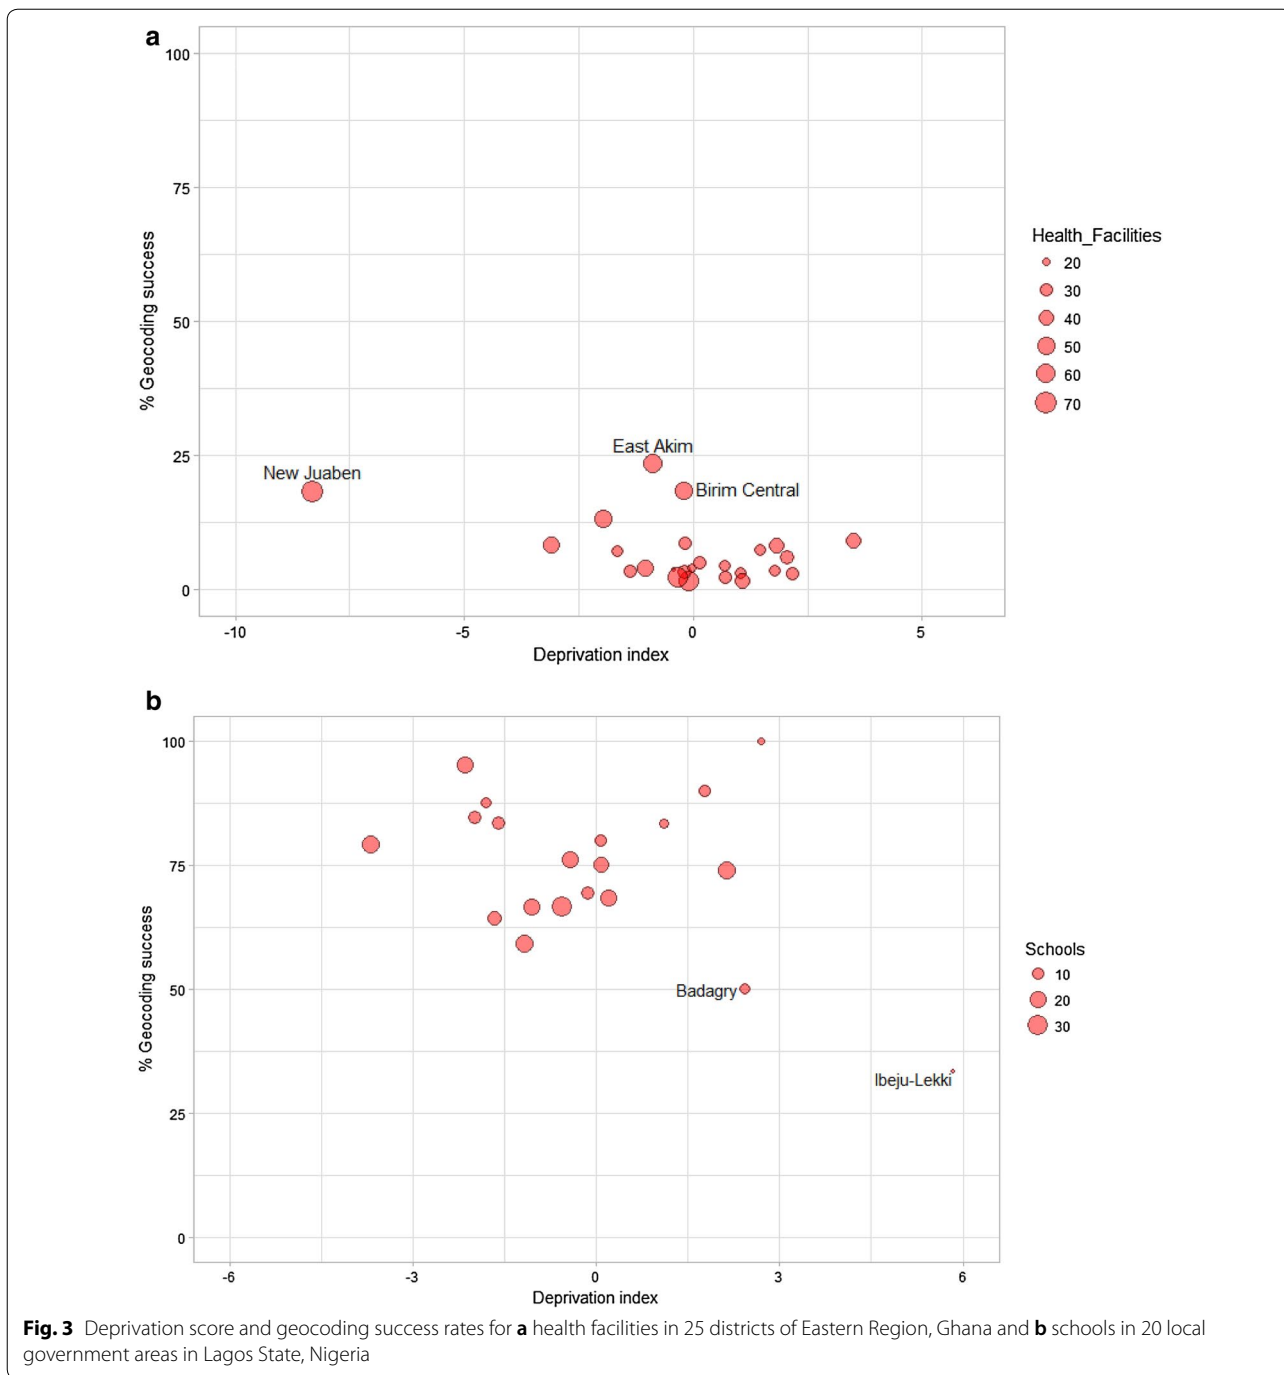 a
100
75
50
25
0
% Geocoding success
New Juaben
East Akim
Birim Central
-10
-5
0
5
Deprivation index
Health_Facilities
20
30
40
50
60
70
b
100
75
50
25
0
% Geocoding success
Badagry
Ibeju-Lekki
-6
-3
0
3
6
Deprivation index
Schools
10
20
30
Fig. 3 Deprivation score and geocoding success rates for a health facilities in 25 districts of Eastern Region, Ghana and b schools in 20 local
government areas in Lagos State, Nigeria